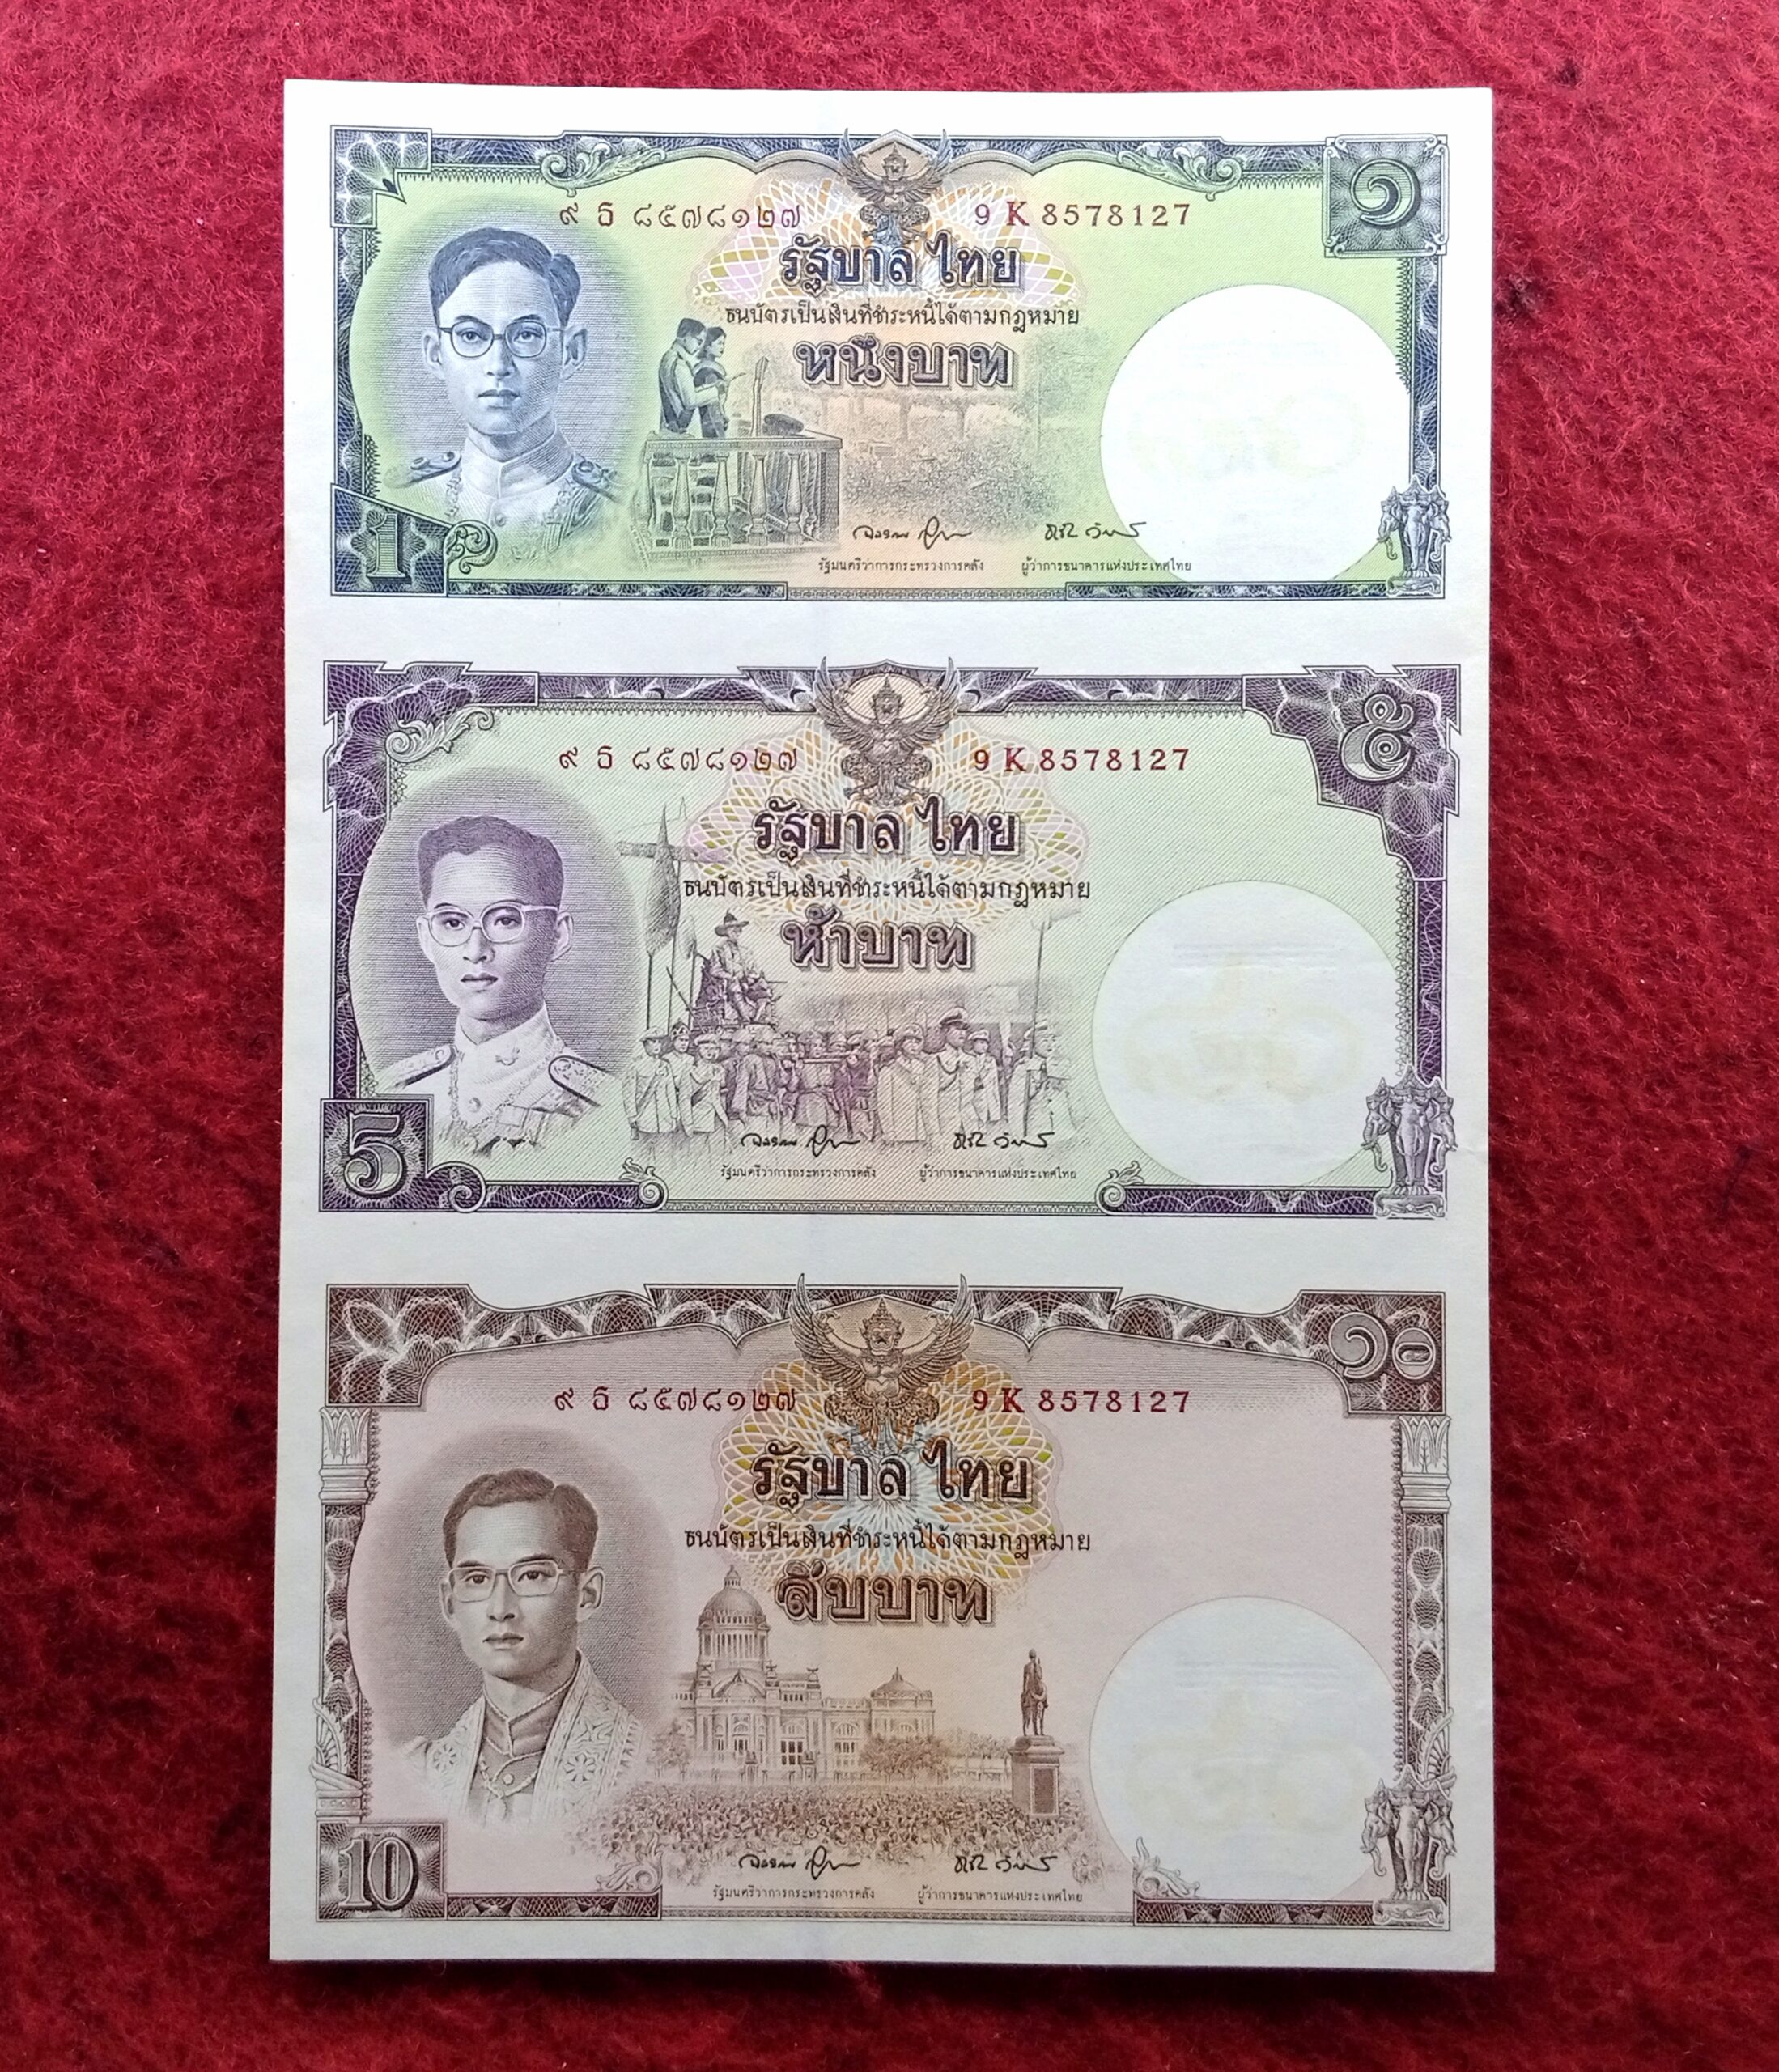 ๑
๙ ธ ๘๕๗๘๑๒๗ 9 K 8578127
รัฐบาลไทย
ธนบัตรเป็นเงินที่ชำระหนี้ได้ตามกฎหมาย
หนึ่งบาท
1
รัฐมนตรีว่าการกระทรวงการคลัง ผู้ว่าการธนาคารแห่งประเทศไทย
๕
๙ ธ ๘๕๗๘๑๒๗ 9 K 8578127
รัฐบาลไทย
ธนบัตรเป็นเงินที่ชำระหนี้ได้ตามกฎหมาย
ห้าบาท
5
รัฐมนตรีว่าการกระทรวงการคลัง ผู้ว่าการธนาคารแห่งประเทศไทย
๑๐
๙ ธ ๘๕๗๘๑๒๗ 9 K 8578127
รัฐบาลไทย
ธนบัตรเป็นเงินที่ชำระหนี้ได้ตามกฎหมาย
สิบบาท
10
รัฐมนตรีว่าการกระทรวงการคลัง ผู้ว่าการธนาคารแห่งประเทศไทย